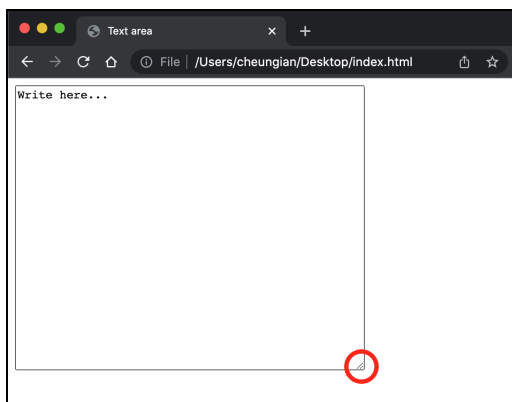 Text area
File | /Users/cheungian/Desktop/index.html
Write here...